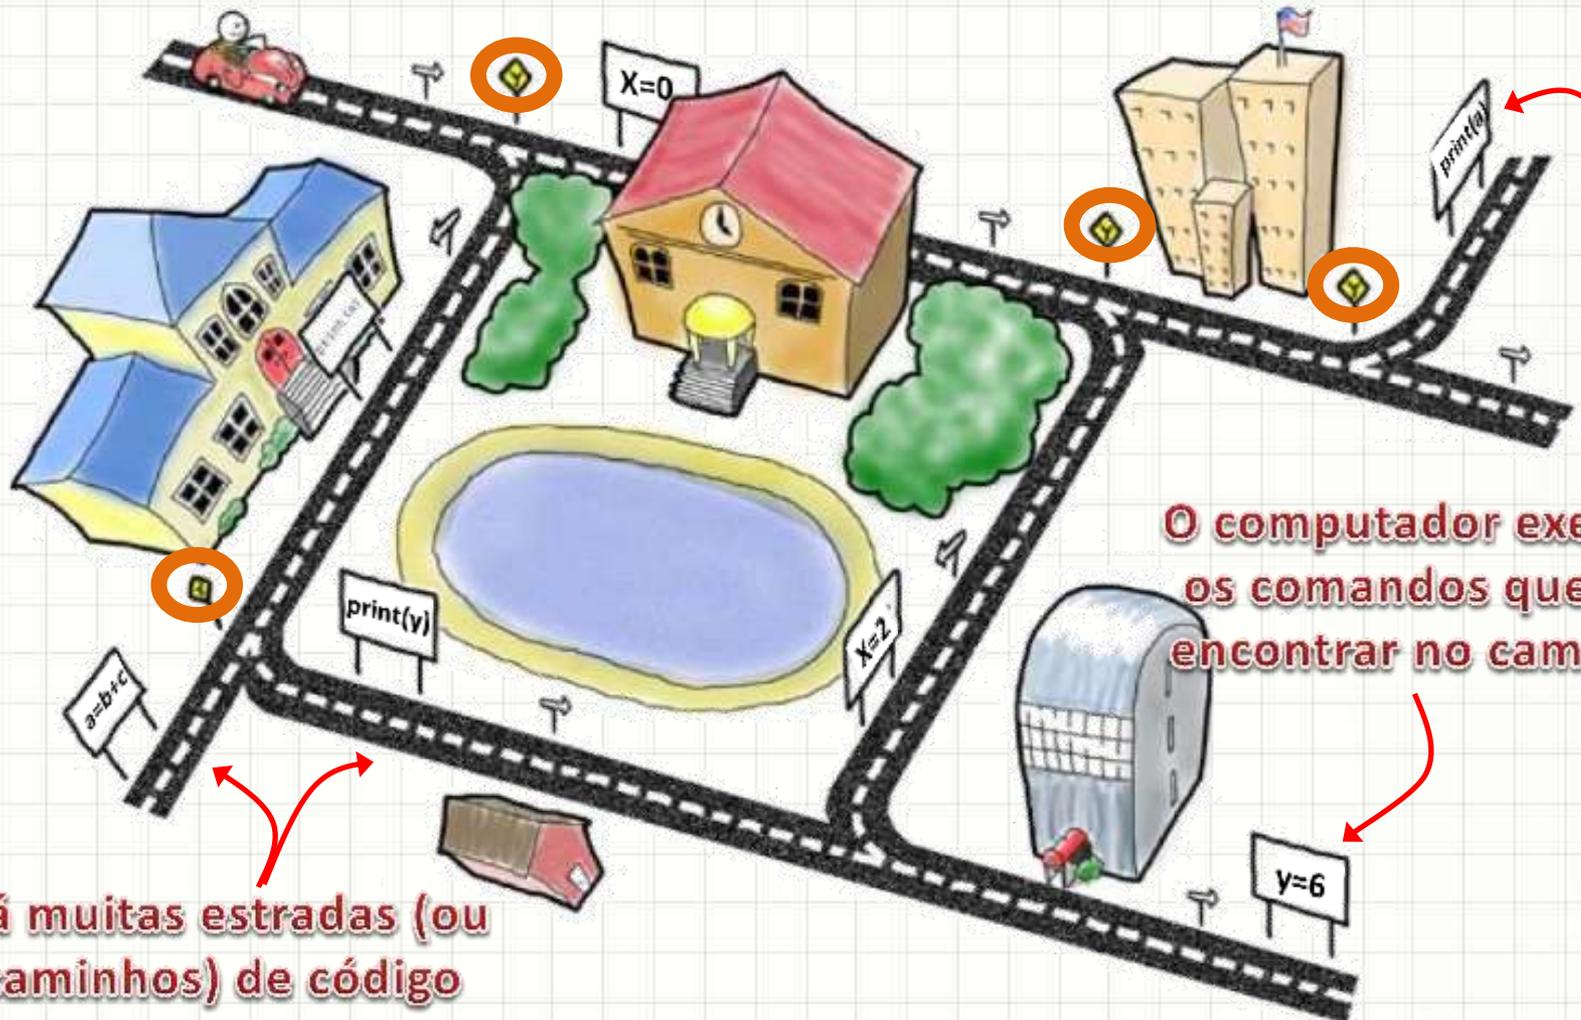 X=0
print(a)
print(y)
X=2
a=b+c
y=6
O computador exe
os comandos que
encontrar no cam
á muitas estradas (ou
caminhos) de código